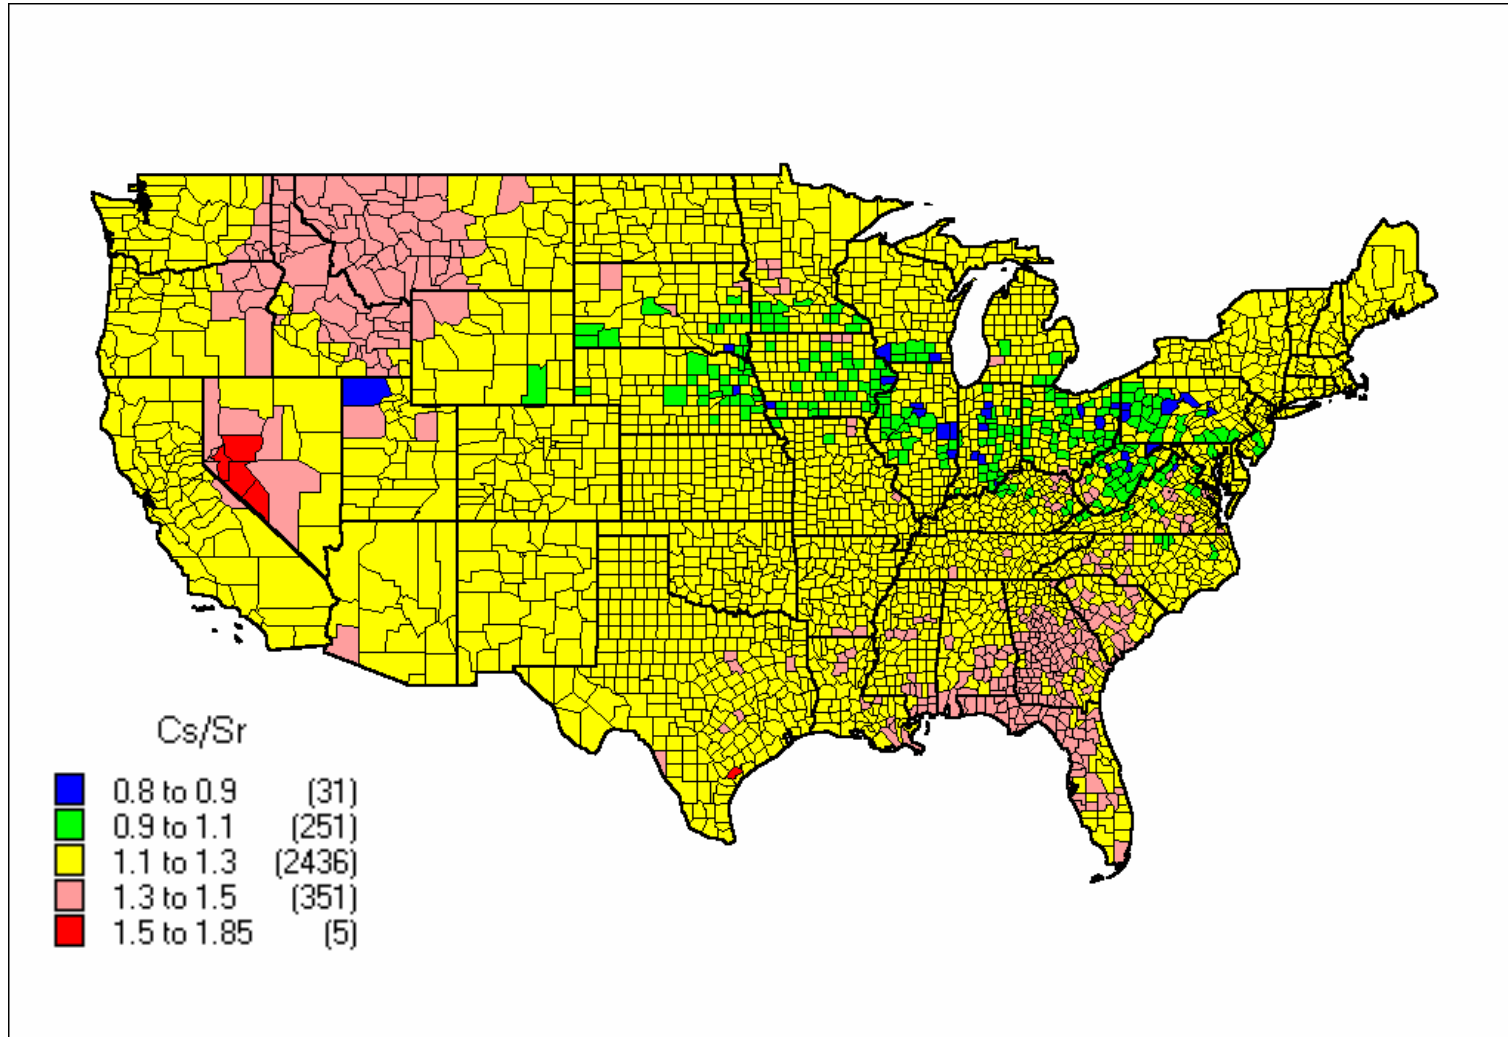 Cs/Sr
0.8 to 0.9 (31)
0.9 to 1.1 (251)
1.1 to 1.3 (2436)
1.3 to 1.5 (351)
1.5 to 1.85 (5)